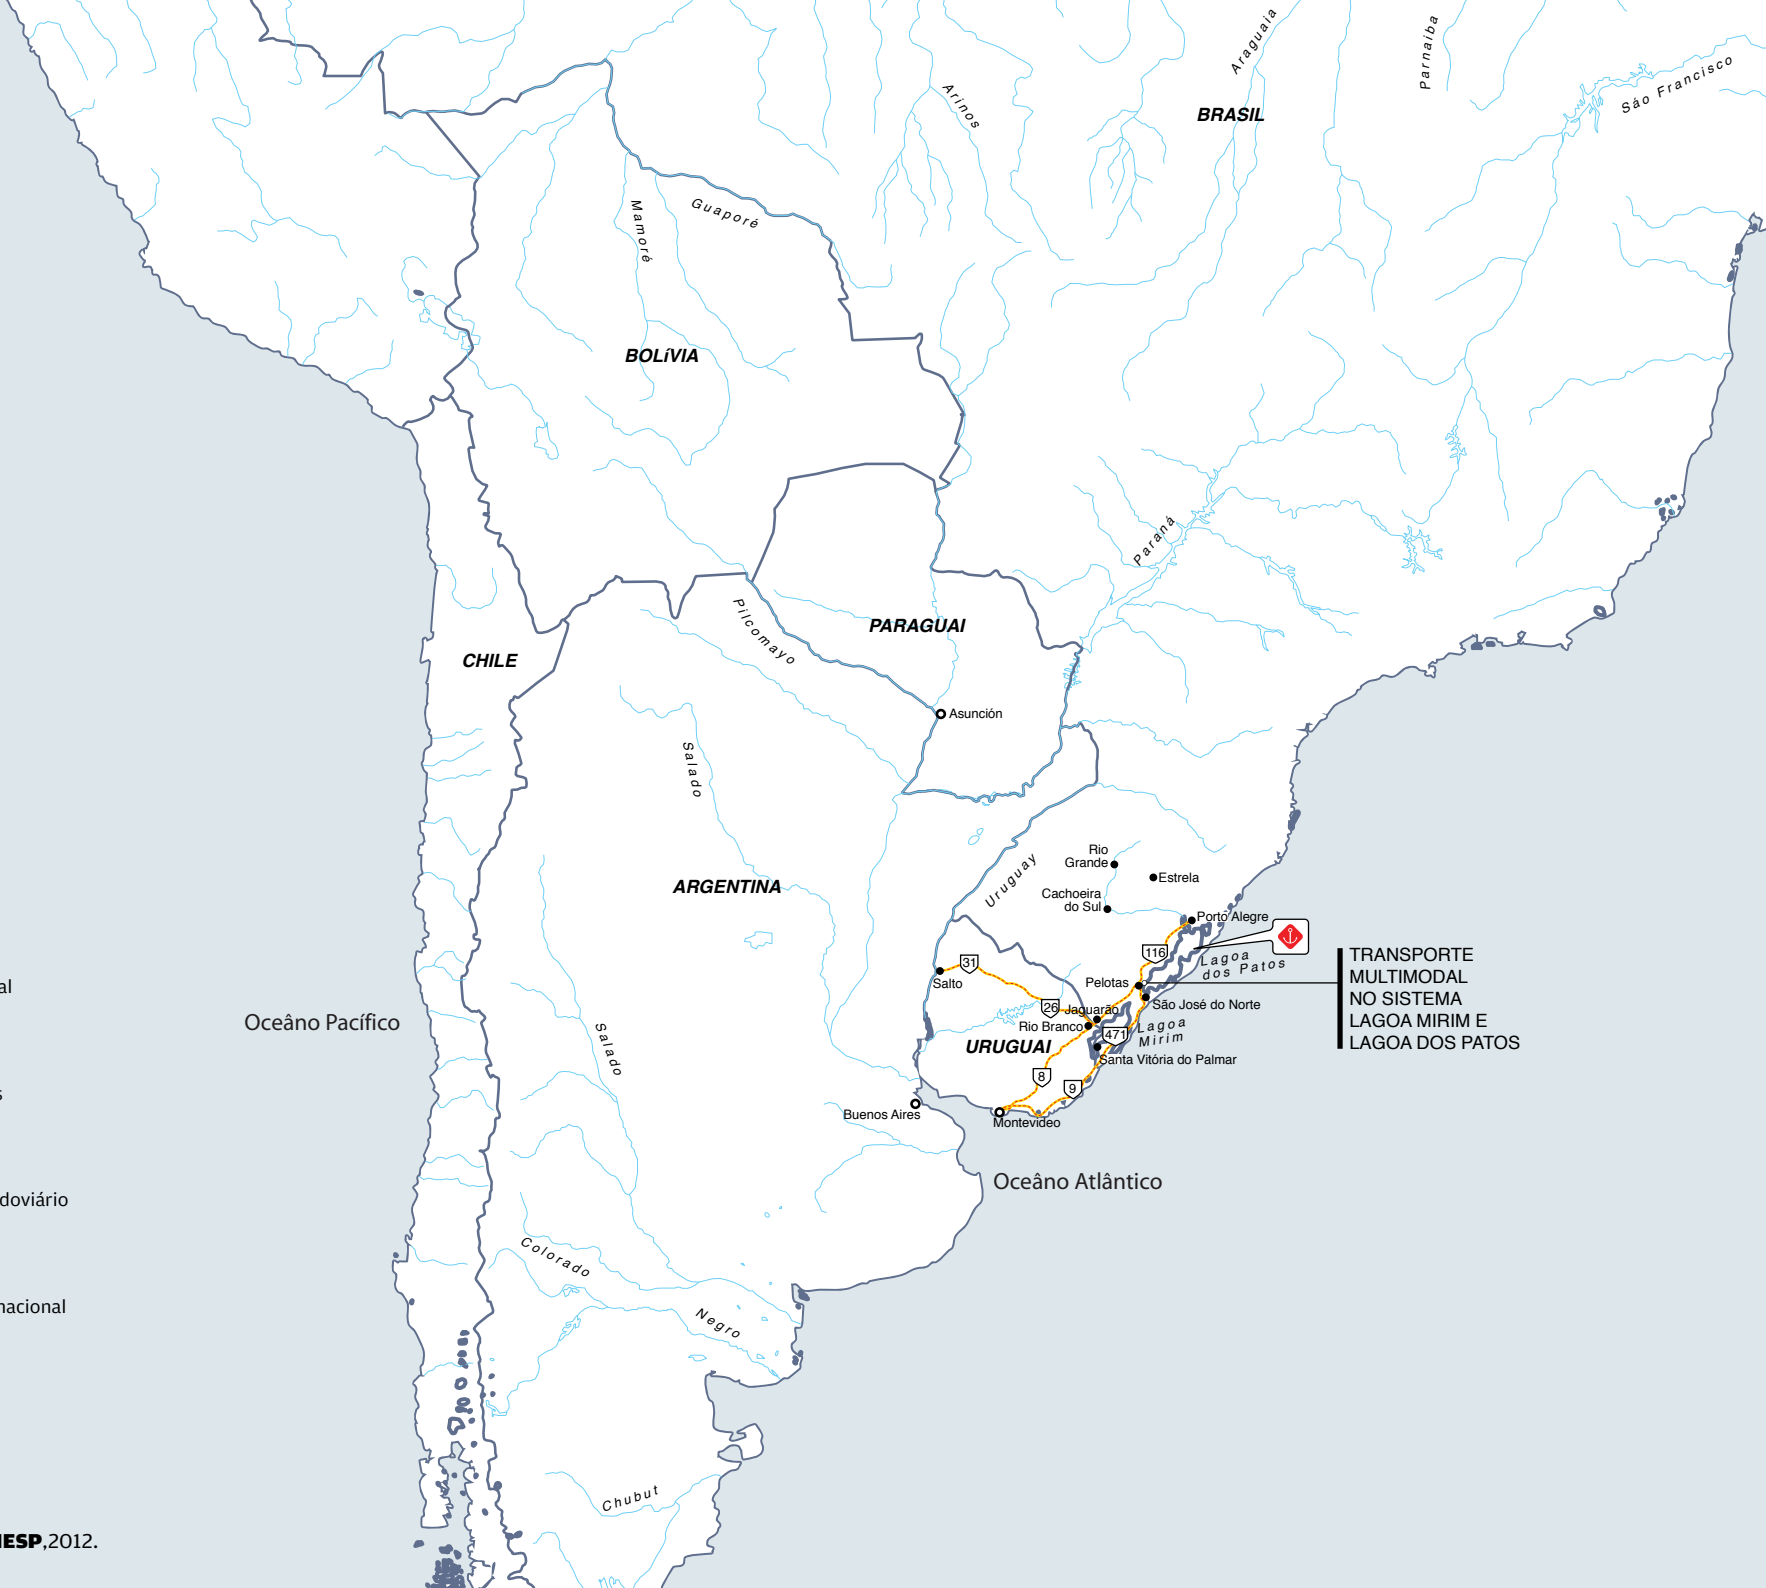 Araguaia
Parnaiba
São Francisco
Arinos
BRASIL
Mamoré
Guaporé
BOLíVIA
Paraná
Pilcomayo
PARAGUAI
CHILE
Asunción
Salado
ARGENTINA
Uruguay
Rio
Grande
Estrela
Cachoeira
do Sul
Porto Alegre
116
Lagoa
dos Patos
31
Salto
Pelotas
26
Jaguarão
São José do Norte
Rio Branco
471
Lagoa
Mirim
URUGUAI
Santa Vitória do Palmar
8
9
Montevideo
Buenos Aires
TRANSPORTE
MULTIMODAL
NO SISTEMA
LAGOA MIRIM E
LAGOA DOS PATOS
Oceâno Pacífico
Salado
Oceâno Atlântico
Colorado
Negro
Chubut
al
s
doviário
nacional
IESP,2012.